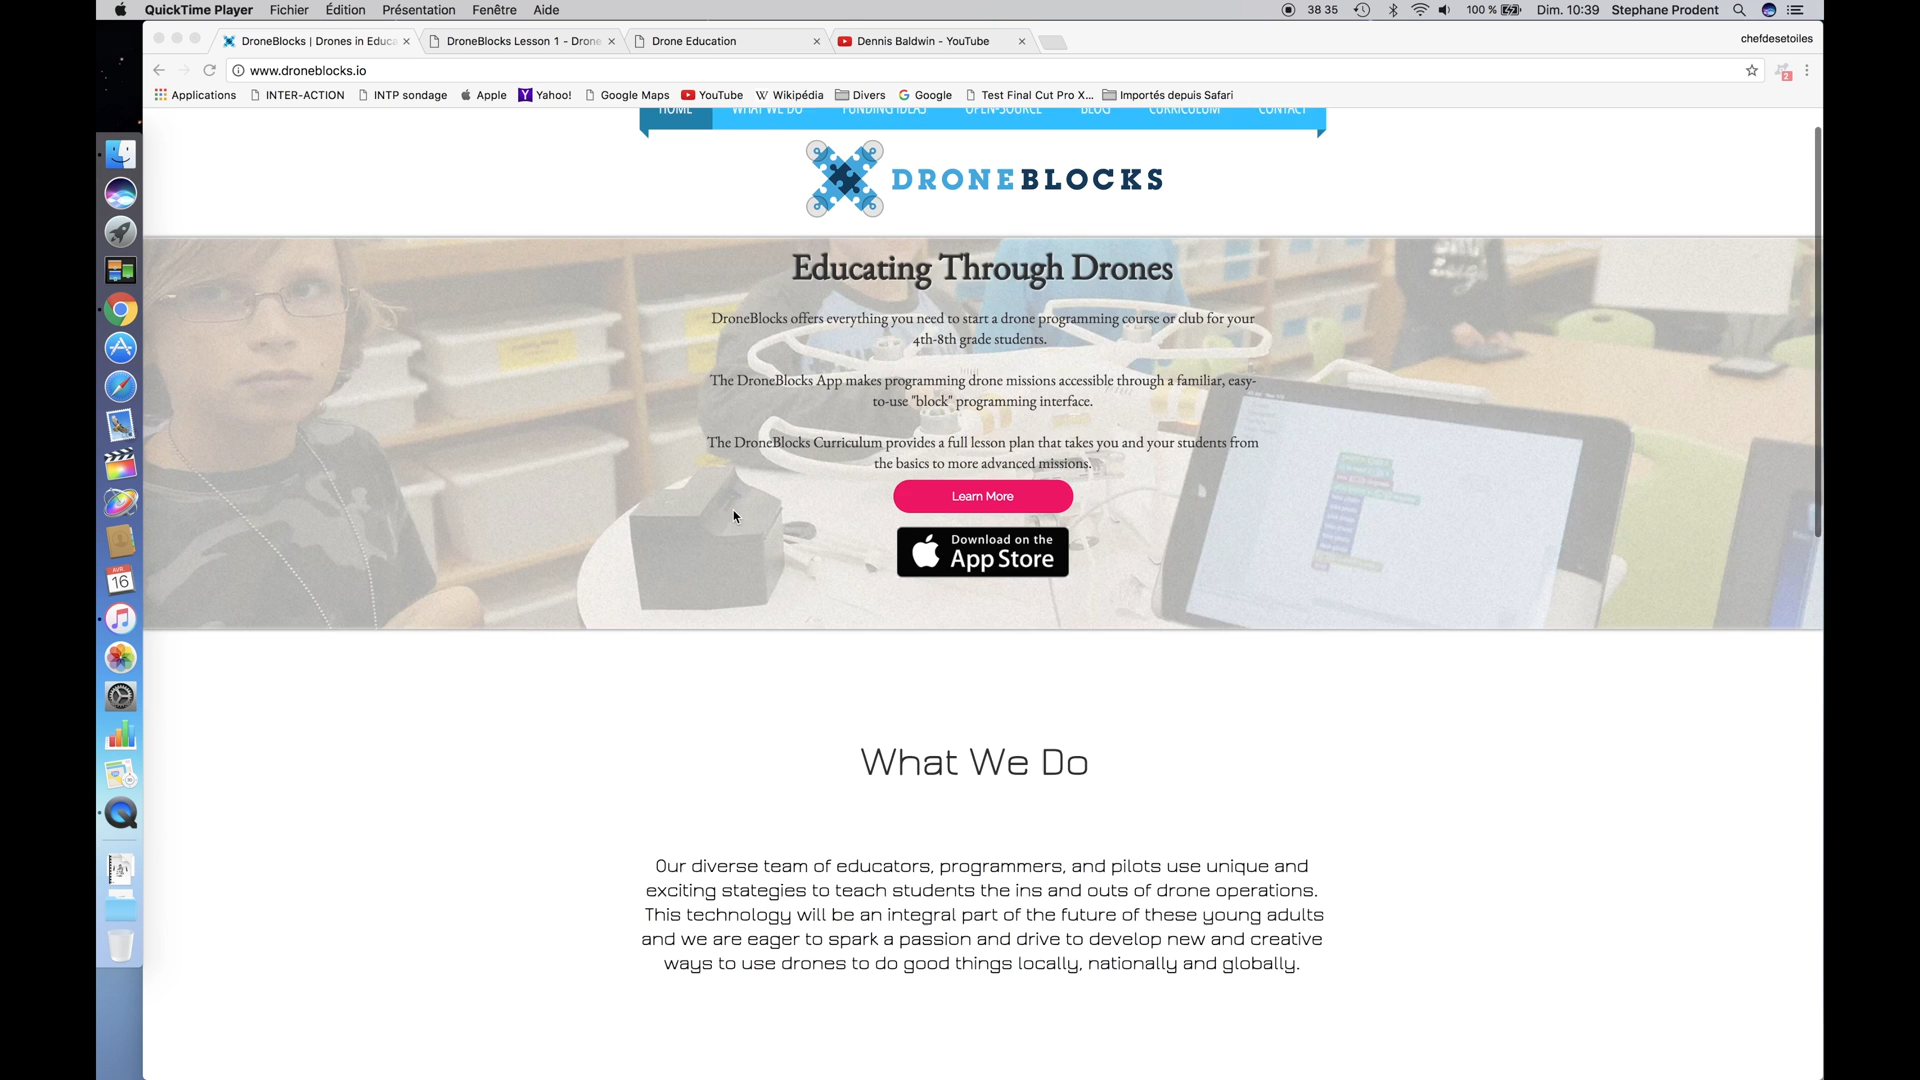 QuickTime Player Fichier Édition Présentation Fenêtre Aide 38 35 100 % Dim. 10:39 Stephane Prodent
DroneBlocks | Drones in Educa DroneBlocks Lesson 1 - Drone Drone Education Dennis Baldwin - YouTube chefdesetoiles
www.droneblocks.io 2
Applications INTER-ACTION INTP sondage Apple Yahoo! Google Maps YouTube Wikipédia Divers Google Test Final Cut Pro X... Importés depuis Safari
HOME WHAT WE DO FUNDING IDEAS OPEN-SOURCE BLOG CURRICULUM CONTACT
DRONEBLOCKS
Educating Through Drones
DroneBlocks offers everything you need to start a drone programming course or club for your
4th-8th grade students.
The DroneBlocks App makes programming drone missions accessible through a familiar, easy-
to-use "block" programming interface.
The DroneBlocks Curriculum provides a full lesson plan that takes you and your students from
the basics to more advanced missions.
Learn More
Download on the
App Store
AVR.
16
What We Do
Our diverse team of educators, programmers, and pilots use unique and
exciting stategies to teach students the ins and outs of drone operations.
This technology will be an integral part of the future of these young adults
and we are eager to spark a passion and drive to develop new and creative
ways to use drones to do good things locally, nationally and globally.